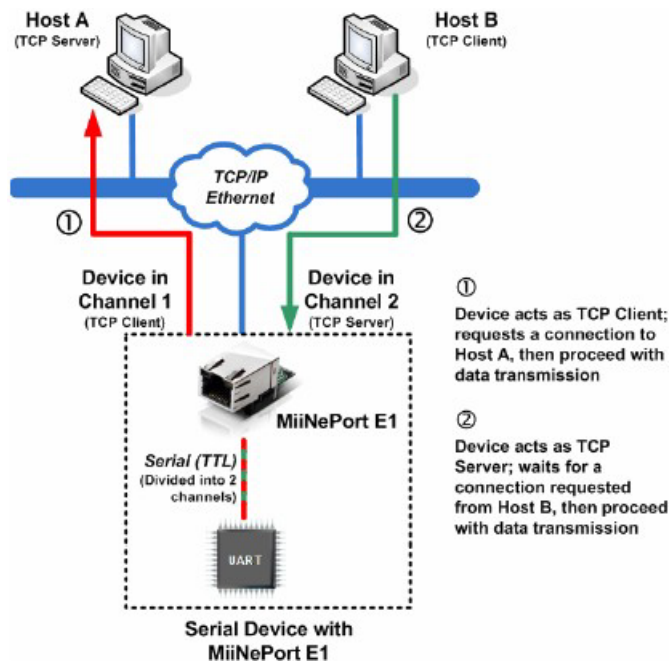 Host A
(TCP Server)
Host B
(TCP Client)
TCP/IP
Ethernet
①
②
Device in
Channel 1
(TCP Client)
Device in
Channel 2
(TCP Server)
MiiNePort E1
Serial (TTL)
(Divided into 2
channels)
UART
Serial Device with
MiiNePort E1
①
Device acts as TCP Client;
requests a connection to
Host A, then proceed with
data transmission
②
Device acts as TCP
Server; waits for a
connection requested
from Host B, then proceed
with data transmission